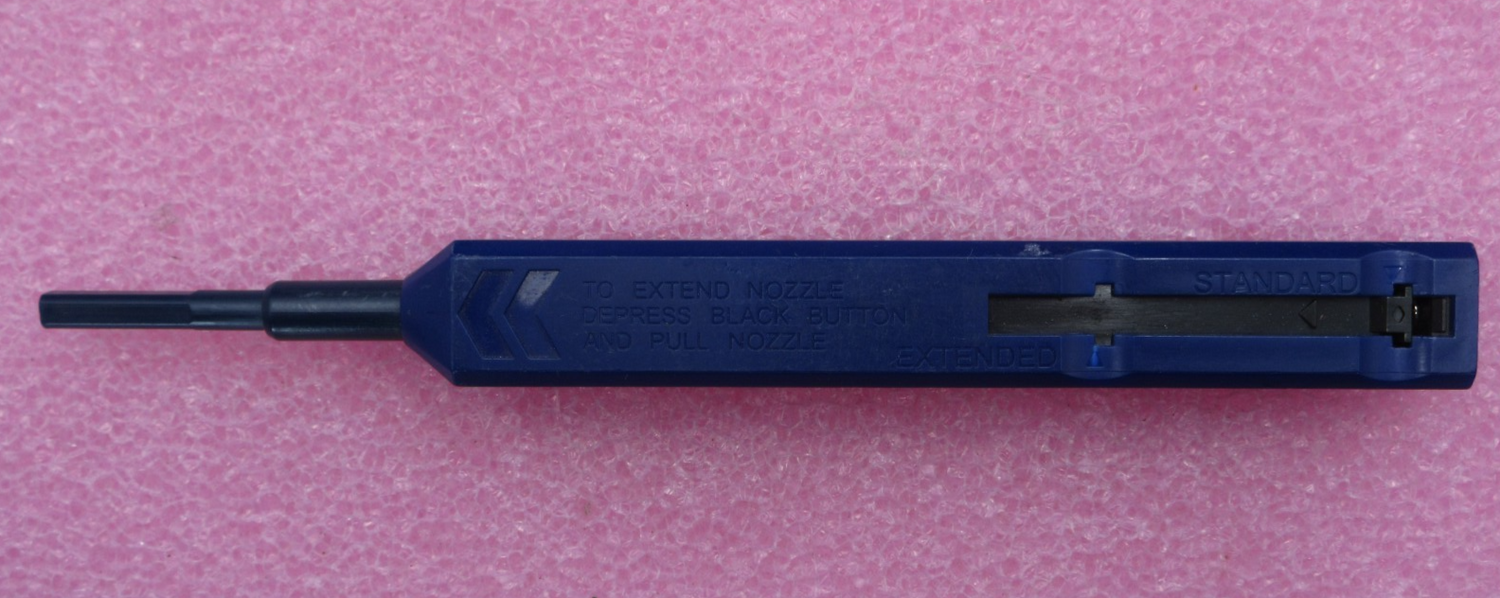 TO EXTEND NOZZLE
DEPRESS BLACK BUTTON
AND PULL NOZZLE
EXTENDED
STANDARD